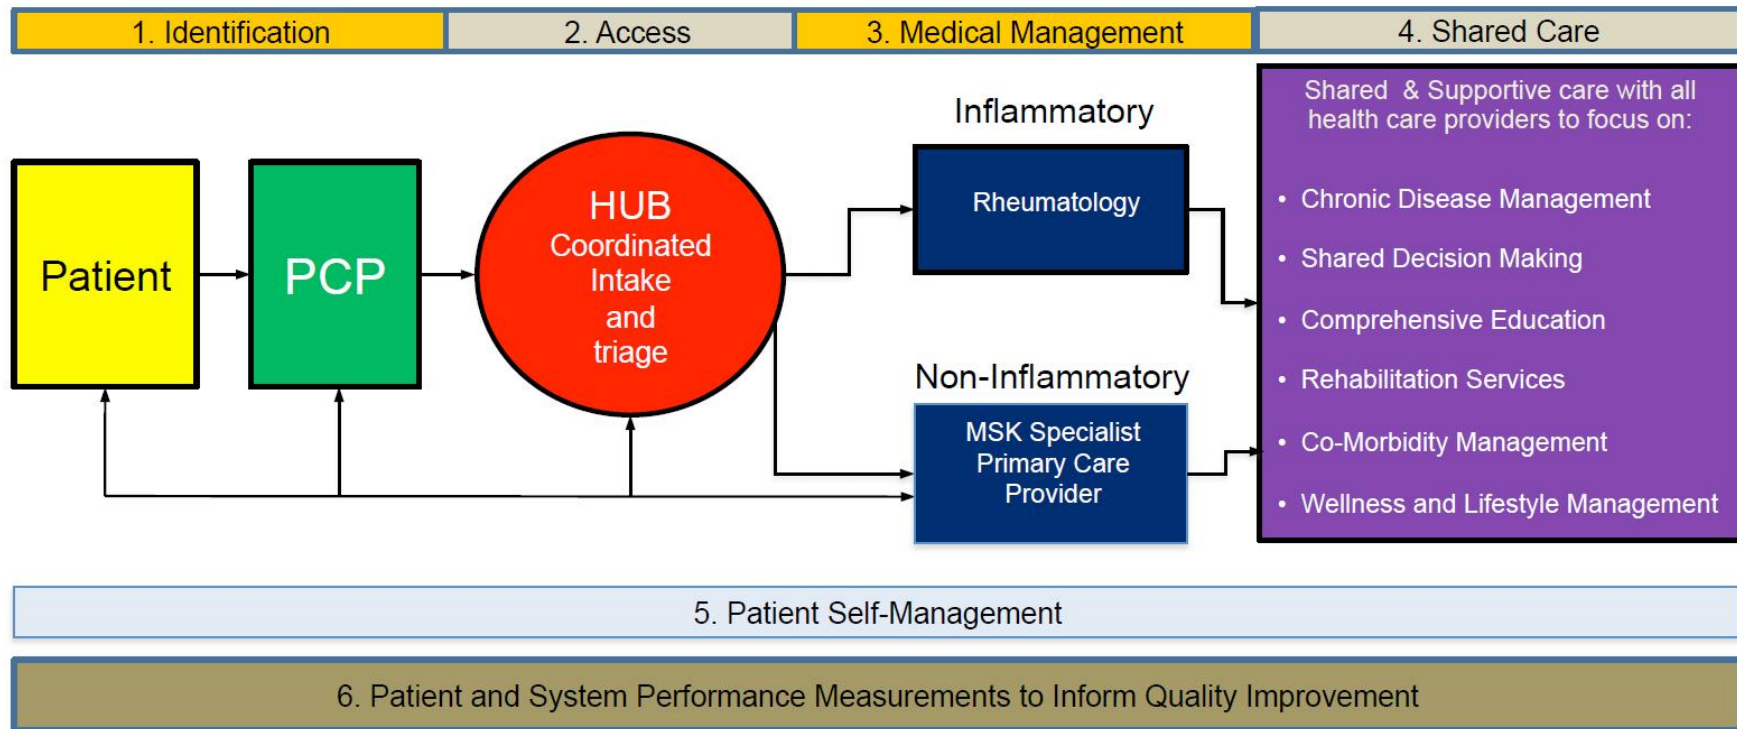 1. Identification
2. Access
3. Medical Management
4. Shared Care
Patient
PCP
HUB
Coordinated
Intake
and
triage
Inflammatory
Rheumatology
Non-Inflammatory
MSK Specialist
Primary Care
Provider
Shared & Supportive care with all
health care providers to focus on:
• Chronic Disease Management
• Shared Decision Making
• Comprehensive Education
• Rehabilitation Services
• Co-Morbidity Management
• Wellness and Lifestyle Management
5. Patient Self-Management
6. Patient and System Performance Measurements to Inform Quality Improvement